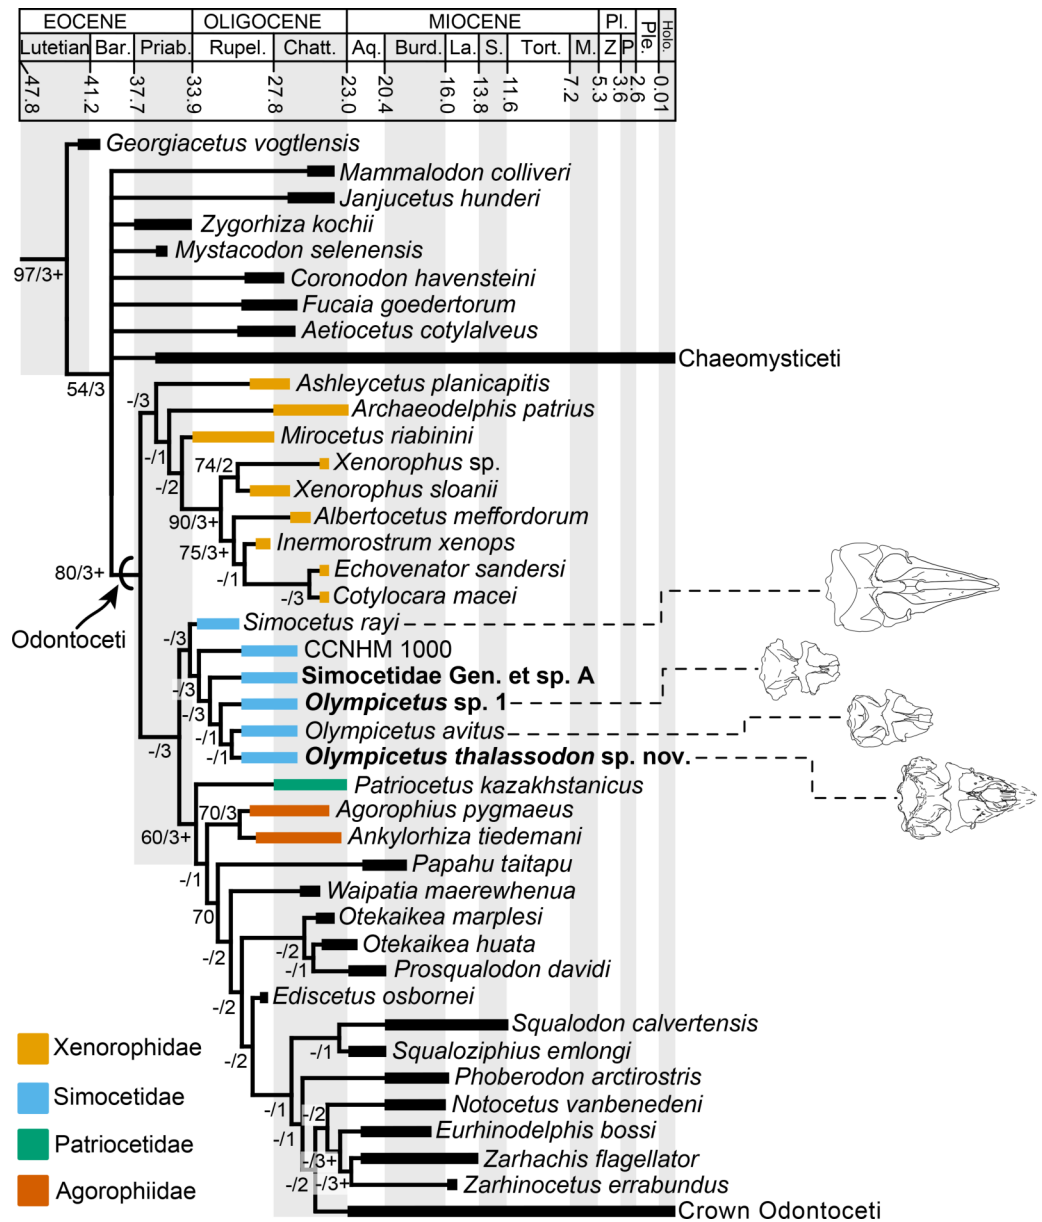 EOCENE OLIGOCENE MIOCENE Pl. Ple. Holo.
Lutetian Bar. Priab. Rupel. Chatt. Aq. Burd. La. S. Tort. M. Z P
47.8 41.2 37.7 33.9 27.8 23.0 20.4 16.0 13.8 11.6 7.2 5.3 3.6 2.6 0.01
Georgiacetus vogtlensis
Mammalodon colliveri
Janjucetus hunderi
Zygorhiza kochii
Mystacodon selenensis
97/3+
Coronodon havensteini
Fucaia goedertorum
Aetiocetus cotylalveus
Chaeomysticeti
54/3
Ashleycetus planicapitis
-/3
Archaeodelphis patrius
Mirocetus riabinini
-/1
74/2
Xenorophus sp.
-/2
Xenorophus sloanii
Albertocetus meffordorum
90/3+
Inermorostrum xenops
75/3+
80/3+
Echovenator sandersi
-/1
Cotylocara macei
-/3
Odontoceti
Simocetus rayi
-/3
CCNHM 1000
Simocetidae Gen. et sp. A
-/3
Olympicetus sp. 1
-/3
Olympicetus avitus
-/1
Olympicetus thalassodon sp. nov.
-/1
-/3
Patriocetus kazakhstanicus
70/3
Agorophius pygmaeus
60/3+
Ankylorhiza tiedemani
Papahu taitapu
-/1
Waipatia maerewhenua
70
Otekaikea marplesi
Otekaikea huata
-/2
-/2
Prosqualodon davidi
-/1
Ediscetus osbornei
-/2
Squalodon calvertensis
-/2
-/1
Squaloziphius emlongi
Xenorophidae
Phoberodon arctirostris
Simocetidae
-/1
-/2
Notocetus vanbenedeni
-/1
Eurhinodelphis bossi
Patriocetidae
-/3+
Zarhachis flagellator
-/2
-/3+
Zarhinocetus errabundus
Agorophiidae
Crown Odontoceti